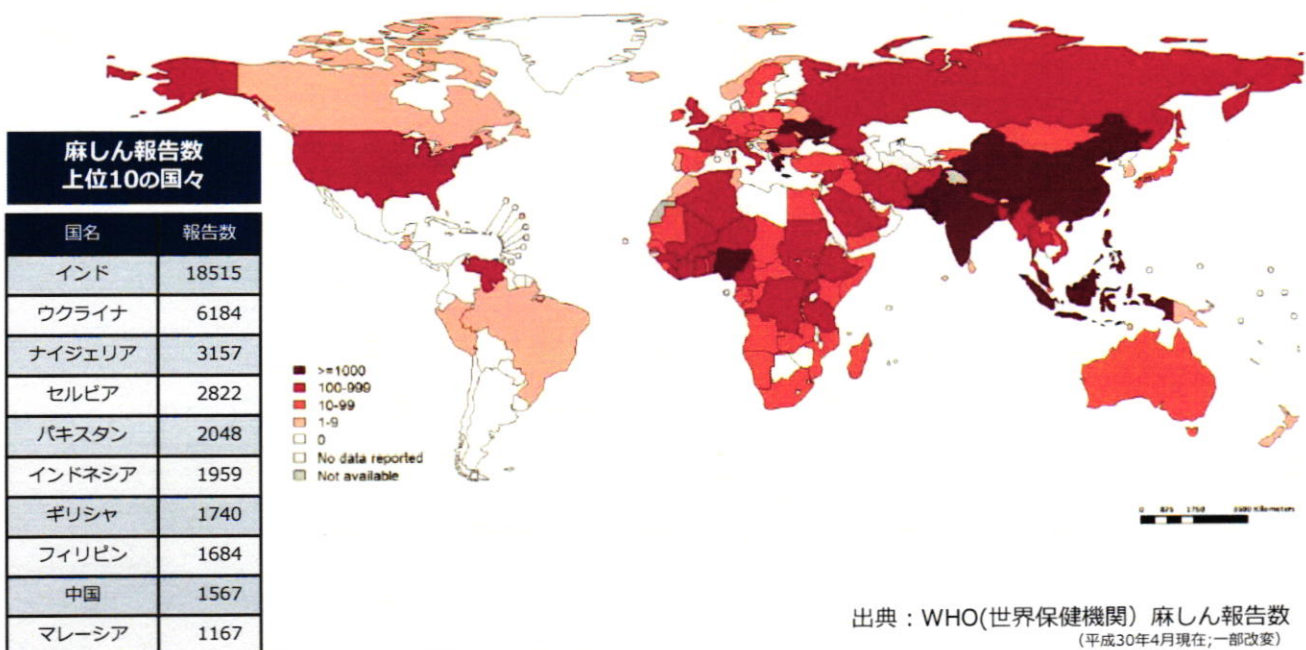 麻しん報告数
上位10の国々
国名 報告数
インド 18515
ウクライナ 6184
ナイジェリア 3157
セルビア 2822
パキスタン 2048
インドネシア 1959
ギリシャ 1740
フィリピン 1684
中国 1567
マレーシア 1167
>=1000
100-999
10-99
1-9
0
No data reported
Not available
0 875 1750 3500 Kilometers
出典：WHO(世界保健機関）麻しん報告数
(平成30年4月現在;一部改変)